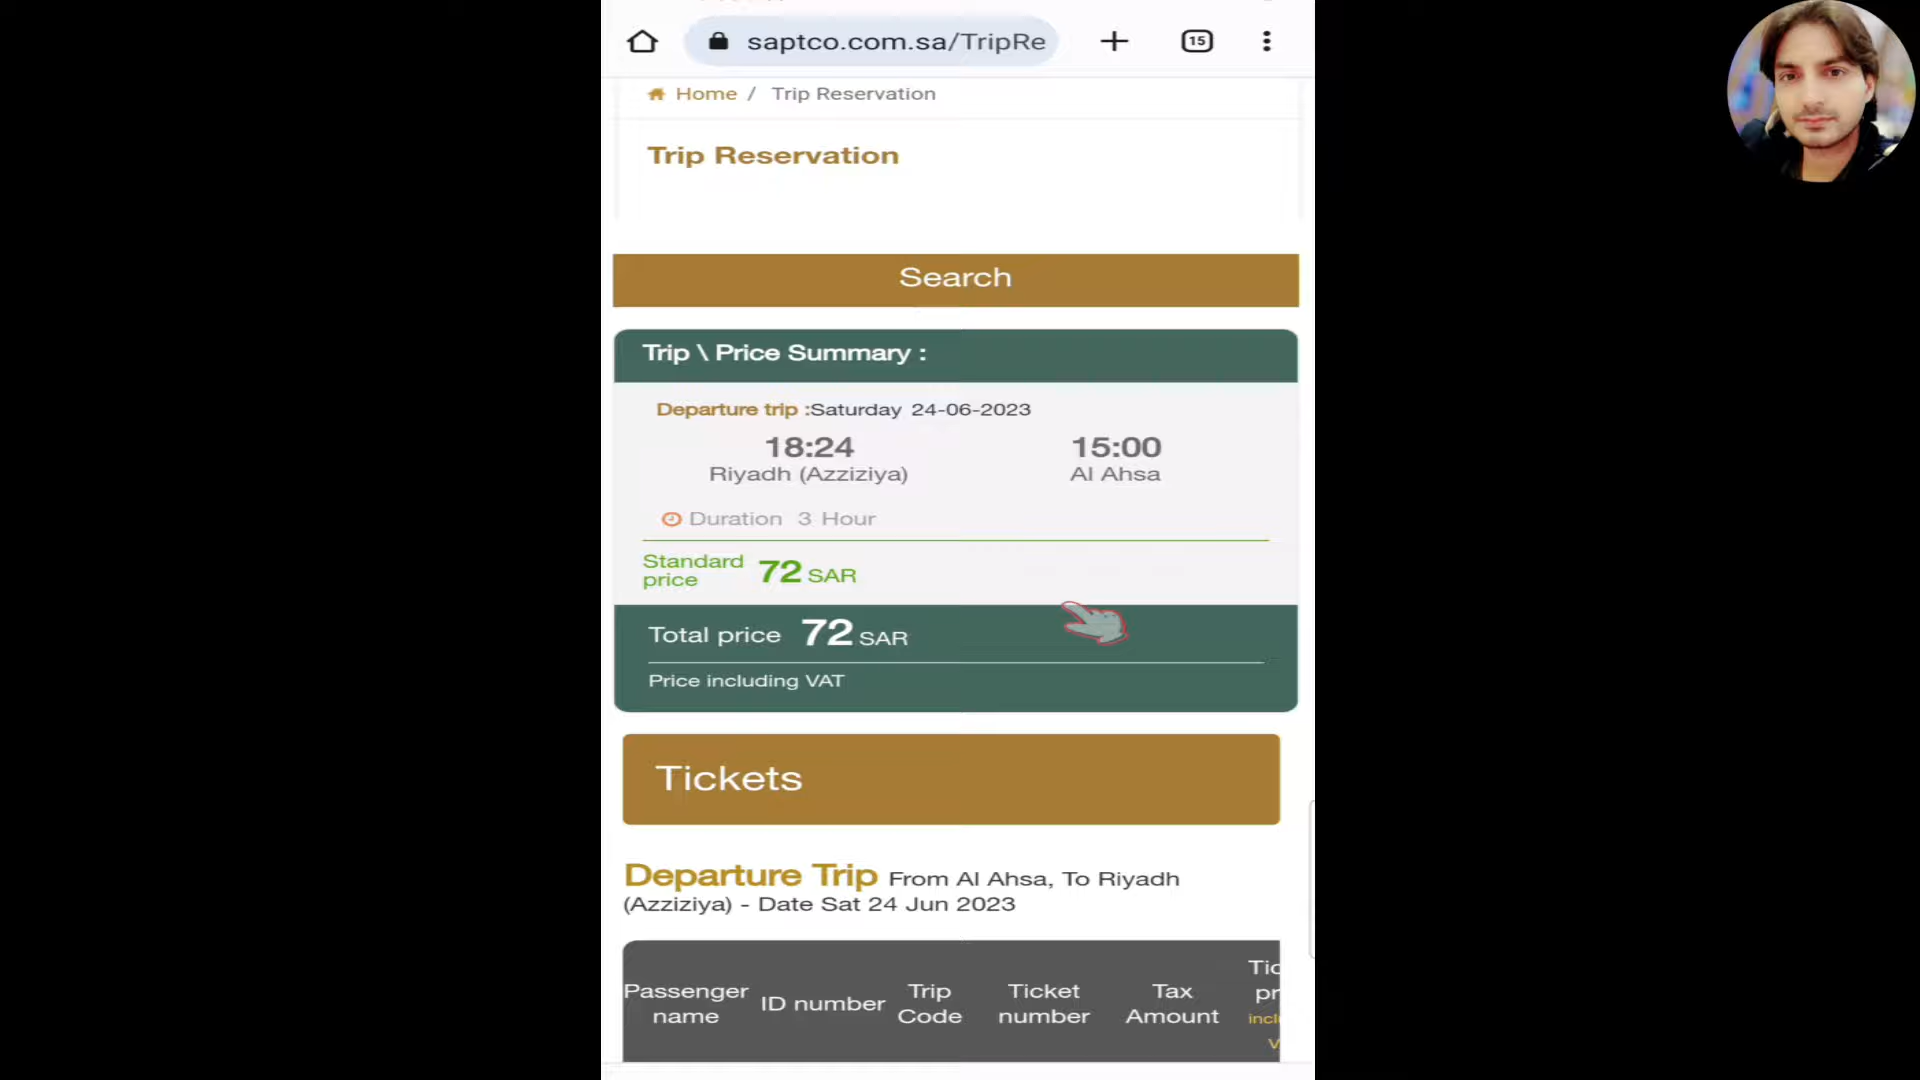 saptco.com.sa/TripRe
15
Home / Trip Reservation
Trip Reservation
Search
Trip \ Price Summary :
Departure trip :Saturday 24-06-2023
18:24 15:00
Riyadh (Azziziya) Al Ahsa
Duration 3 Hour
Standard price 72 SAR
Total price 72 SAR
Price including VAT
Tickets
Departure Trip From Al Ahsa, To Riyadh
(Azziziya) - Date Sat 24 Jun 2023
Passenger name
ID number
Trip Code
Ticket number
Tax Amount